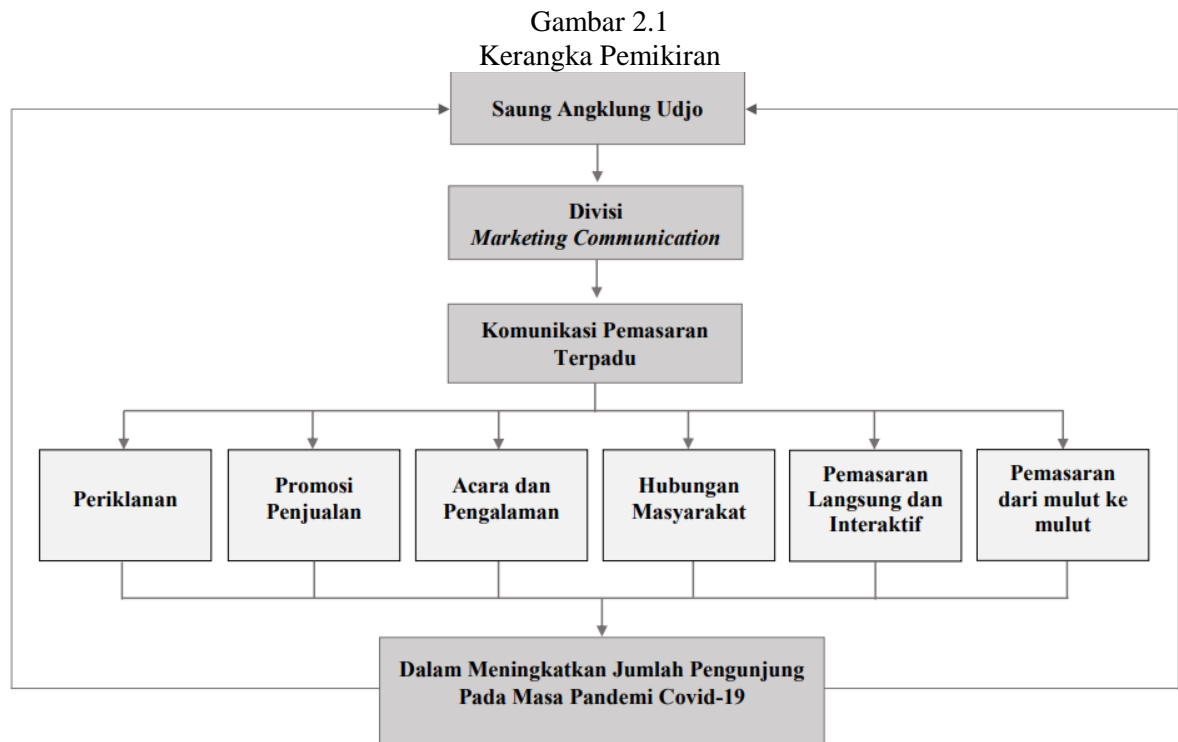 Gambar 2.1
Kerangka Pemikiran
Saung Angklung Udjo
Divisi
Marketing Communication
Komunikasi Pemasaran
Terpadu
Periklanan
Promosi
Penjualan
Acara dan
Pengalaman
Hubungan
Masyarakat
Pemasaran
Langsung dan
Interaktif
Pemasaran
dari mulut ke
mulut
Dalam Meningkatkan Jumlah Pengunjung
Pada Masa Pandemi Covid-19